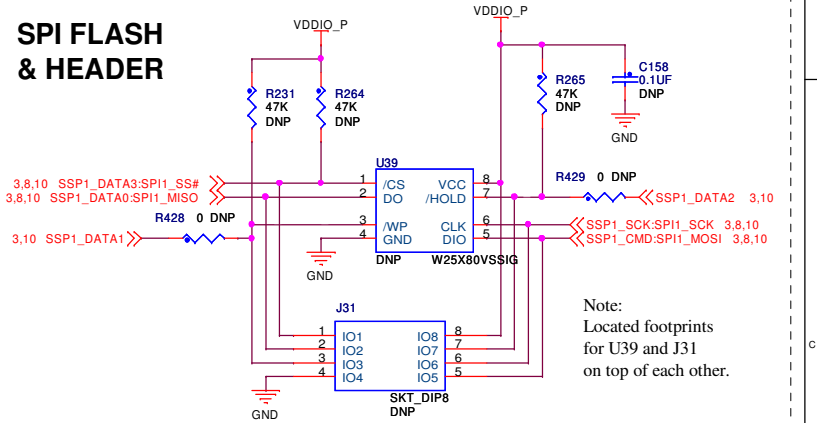 SPI FLASH
& HEADER
VDDIO_P
VDDIO_P
R231
47K
DNP
R264
47K
DNP
R265
47K
DNP
C158
0.1UF
DNP
GND
U39
3,8,10 SSP1_DATA3:SPI1_SS#
3,8,10 SSP1_DATA0:SPI1_MISO
R428 0 DNP
3,10 SSP1_DATA1
1 /CS VCC 8
2 DO /HOLD 7
3 /WP CLK 6
4 GND DIO 5
DNP W25X80VSSIG
R429 0 DNP
SSP1_DATA2 3,10
SSP1_SCK:SPI1_SCK 3,8,10
SSP1_CMD:SPI1_MOSI 3,8,10
GND
J31
1 IO1 IO8 8
2 IO2 IO7 7
3 IO3 IO6 6
4 IO4 IO5 5
SKT_DIP8
DNP
GND
Note:
Located footprints
for U39 and J31
on top of each other.
C